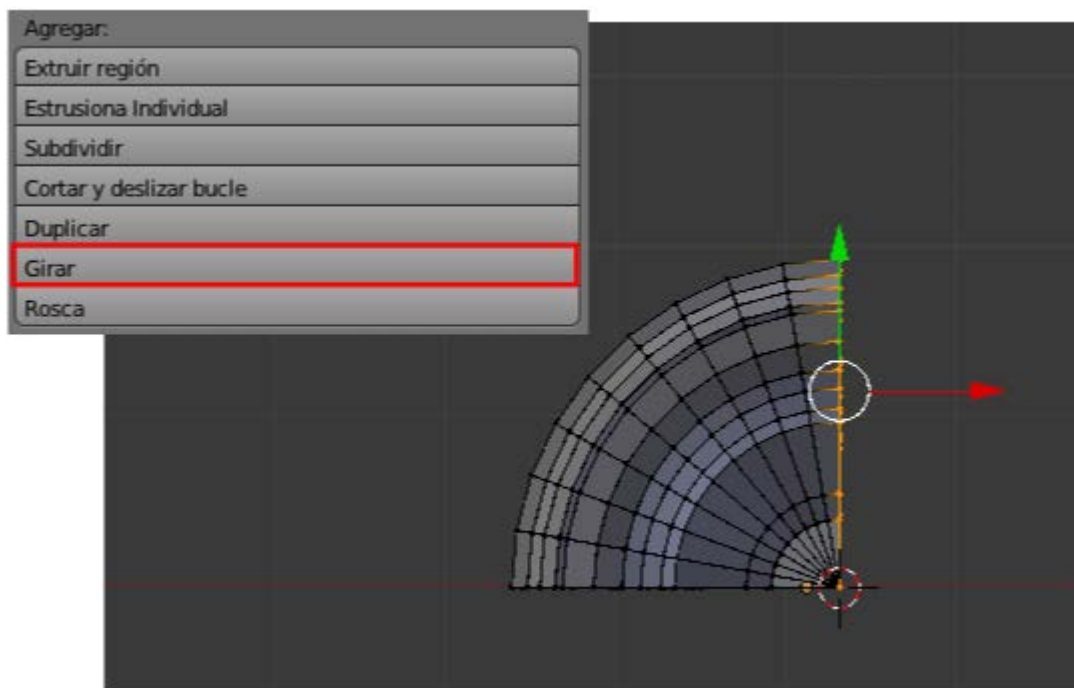 Agregar:
Extruir región
Estrusiona Individual
Subdividir
Cortar y deslizar bucle
Duplicar
Girar
Rosca